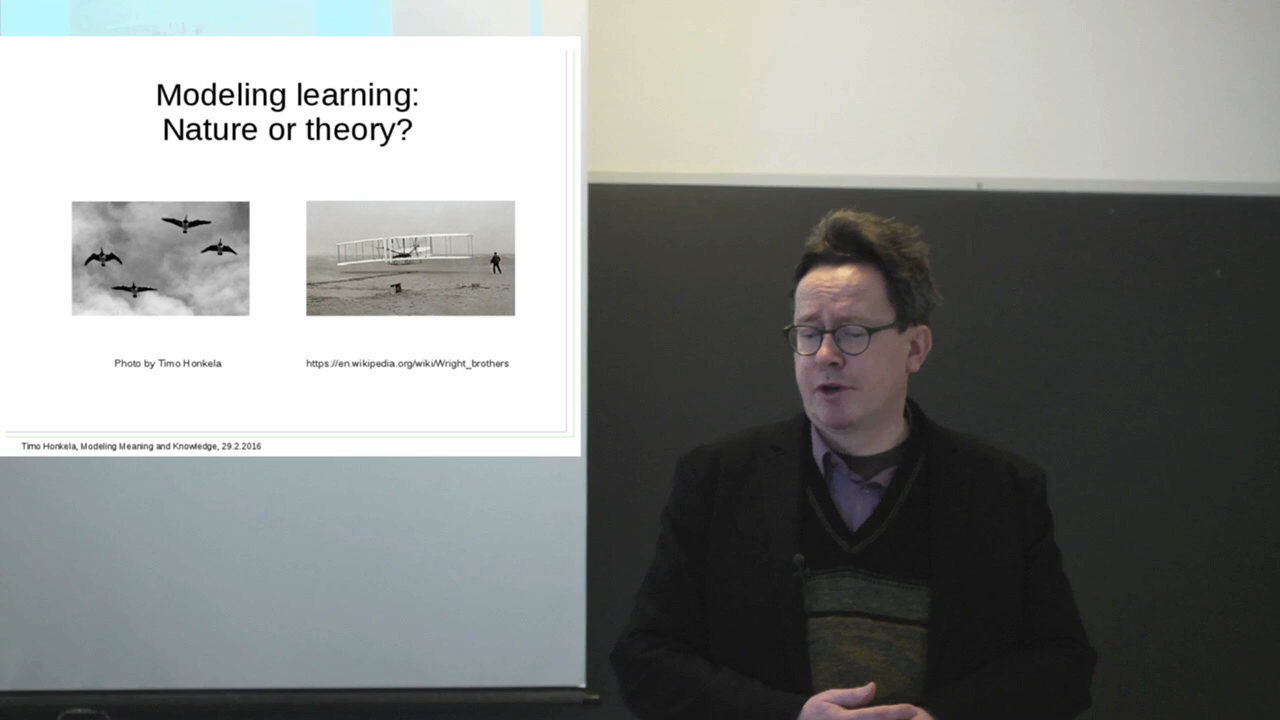 Modeling learning:
Nature or theory?
Photo by Timo Honkela
https://en.wikipedia.org/wiki/Wright_brothers
Timo Honkela, Modeling Meaning and Knowledge, 29.2.2016